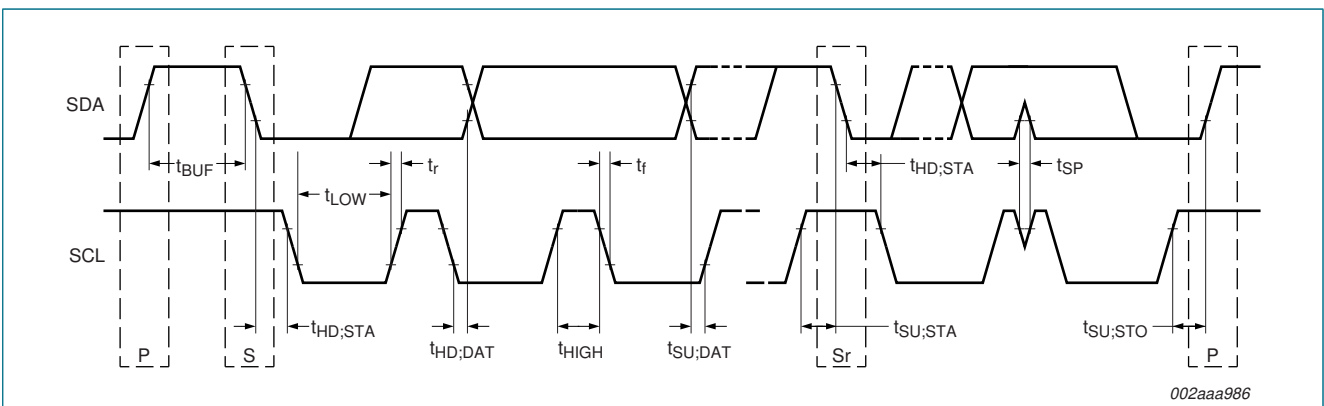 SDA
tBUF
tLOW
tr
tf
tHD;STA
tSP
SCL
tHD;STA
tHD;DAT
tHIGH
tSU;DAT
tSU;STA
tSU;STO
P
S
Sr
P
002aaa986